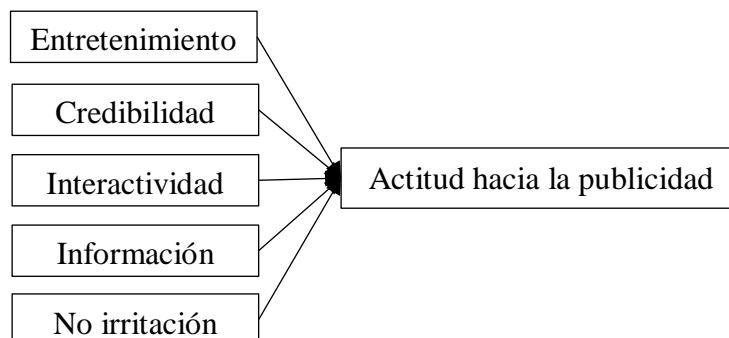 Entretenimiento
Credibilidad
Interactividad
Actitud hacia la publicidad
Información
No irritación